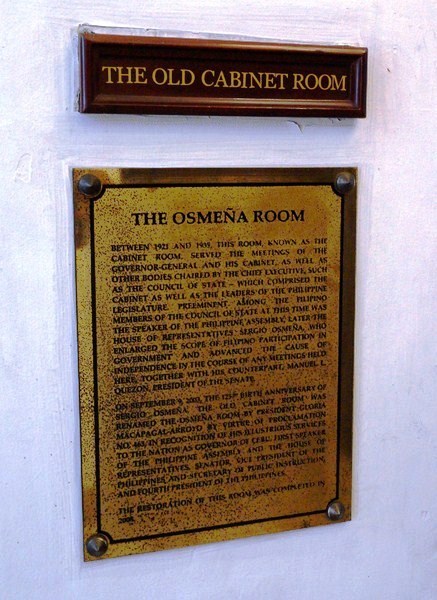 THE OLD CABINET ROOM
THE OSMEÑA ROOM
BETWEEN 1921 AND 1935, THIS ROOM, KNOWN AS THE
CABINET ROOM, SERVED THE MEETINGS OF THE
GOVERNOR-GENERAL AND HIS CABINET, AS WELL AS
OTHER BODIES CHAIRED BY THE CHIEF EXECUTIVE, SUCH
AS THE COUNCIL OF STATE – WHICH COMPRISED THE
CABINET AS WELL AS THE LEADERS OF THE PHILIPPINE
LEGISLATURE. PREEMINENT AMONG THE FILIPINO
MEMBERS OF THE COUNCIL OF STATE AT THIS TIME WAS
THE SPEAKER OF THE PHILIPPINE ASSEMBLY, LATER THE
HOUSE OF REPRESENTATIVES SERGIO OSMEÑA, WHO
ENLARGED THE SCOPE OF FILIPINO PARTICIPATION IN
GOVERNMENT AND ADVANCED THE CAUSE OF
INDEPENDENCE IN THE COURSE OF ANY MEETINGS HELD
HERE, TOGETHER WITH HIS COUNTERPART, MANUEL L.
QUEZON, PRESIDENT OF THE SENATE.
ON SEPTEMBER 9, 2003, THE 125TH BIRTH ANNIVERSARY OF
SERGIO OSMEÑA, THE OLD CABINET ROOM WAS
RENAMED THE OSMEÑA ROOM BY PRESIDENT GLORIA
MACAPAGAL-ARROYO BY VIRTUE OF PROCLAMATION
NO. 463, IN RECOGNITION OF HIS ILLUSTRIOUS SERVICES
TO THE NATION AS GOVERNOR OF CEBU, FIRST SPEAKER
OF THE PHILIPPINE ASSEMBLY AND THE HOUSE OF
REPRESENTATIVES, SENATOR, VICE PRESIDENT OF THE
PHILIPPINES AND SECRETARY OF PUBLIC INSTRUCTION,
AND FOURTH PRESIDENT OF THE PHILIPPINES.
THE RESTORATION OF THIS ROOM WAS COMPLETED IN